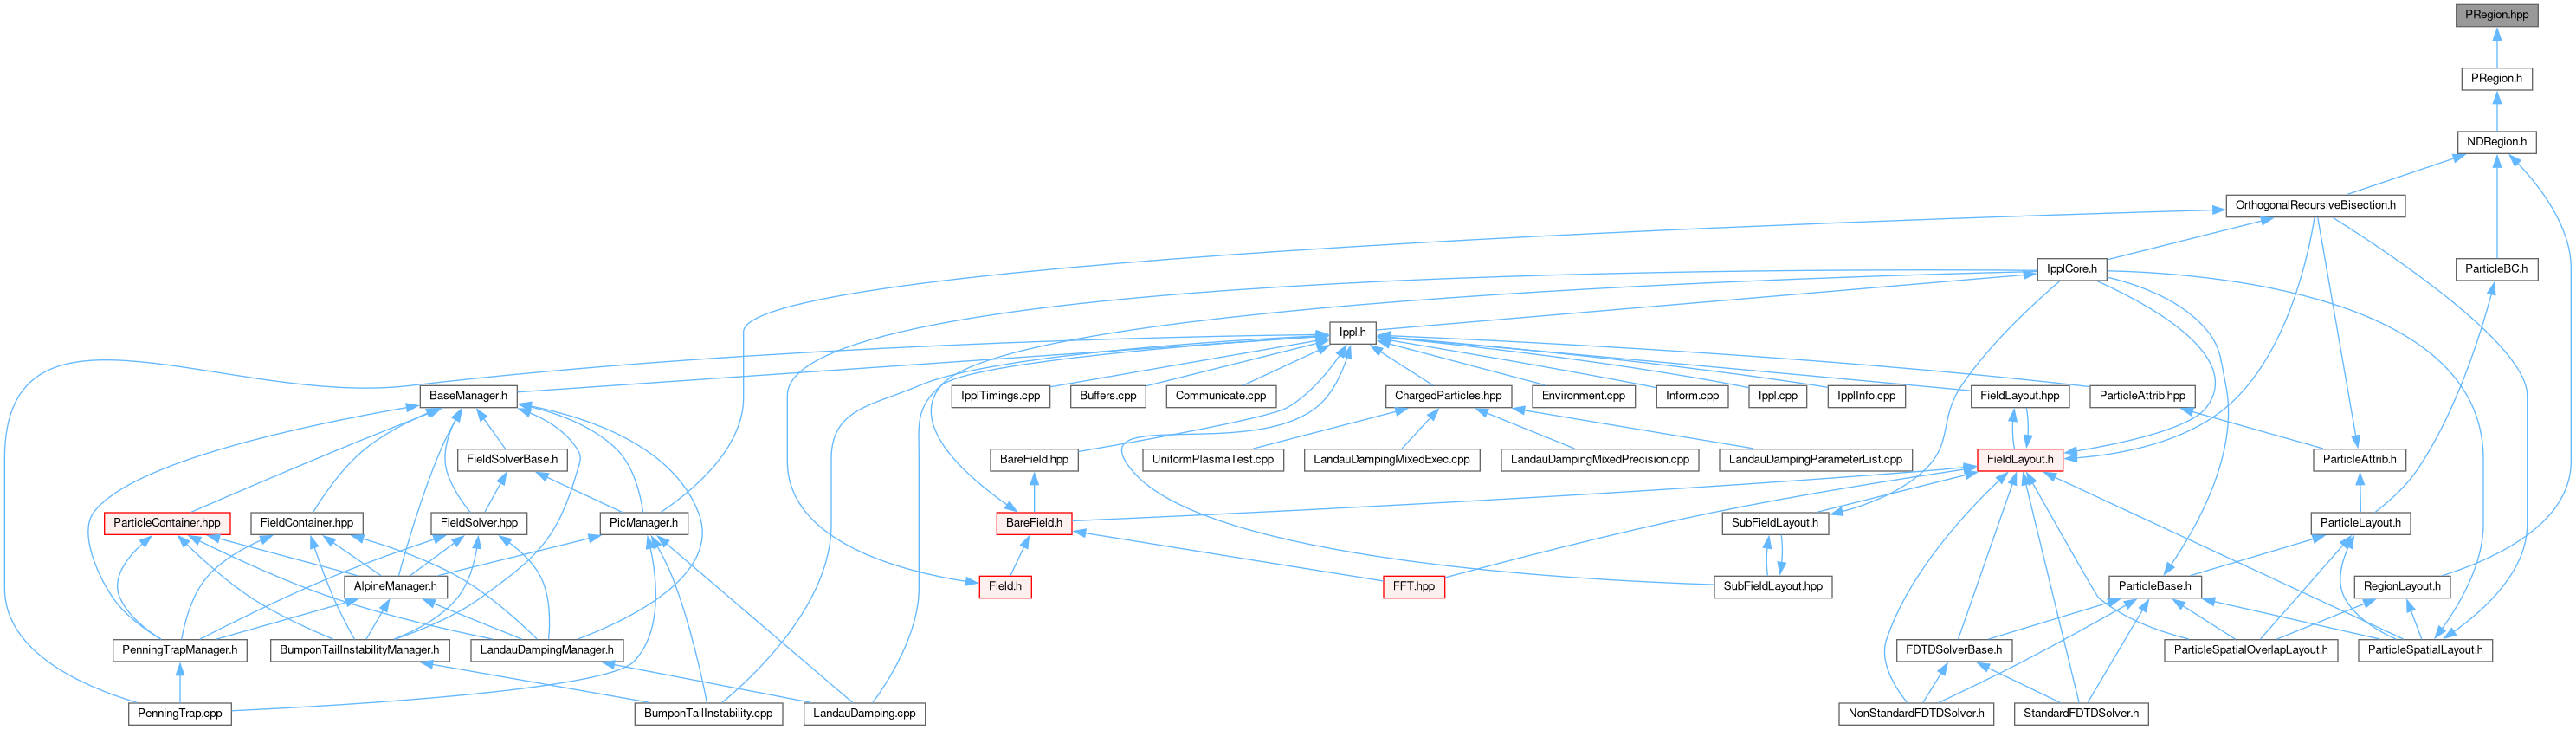 PRegion.hpp
PRegion.h
NDRegion.h
OrthogonalRecursiveBisection.h
IpplCore.h
ParticleBC.h
Ippl.h
BaseManager.h
IpplTimings.cpp
Buffers.cpp
Communicate.cpp
ChargedParticles.hpp
Environment.cpp
Inform.cpp
Ippl.cpp
IpplInfo.cpp
FieldLayout.hpp
ParticleAttrib.hpp
FieldSolverBase.h
BareField.hpp
UniformPlasmaTest.cpp
LandauDampingMixedExec.cpp
LandauDampingMixedPrecision.cpp
LandauDampingParameterList.cpp
FieldLayout.h
ParticleAttrib.h
ParticleContainer.hpp
FieldContainer.hpp
FieldSolver.hpp
PicManager.h
BareField.h
SubFieldLayout.h
ParticleLayout.h
AlpineManager.h
Field.h
FFT.hpp
SubFieldLayout.hpp
ParticleBase.h
RegionLayout.h
PenningTrapManager.h
BumponTailInstabilityManager.h
LandauDampingManager.h
FDTDSolverBase.h
ParticleSpatialOverlapLayout.h
ParticleSpatialLayout.h
PenningTrap.cpp
BumponTailInstability.cpp
LandauDamping.cpp
NonStandardFDTDSolver.h
StandardFDTDSolver.h